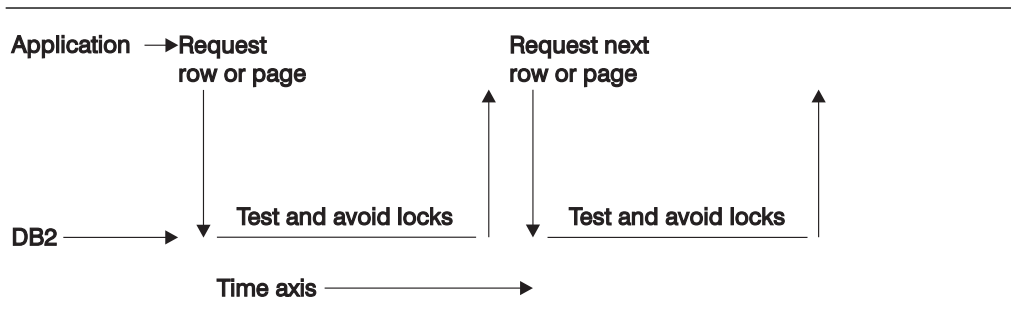 Application
Request
row or page
Request next
row or page
Test and avoid locks
Test and avoid locks
DB2
Time axis